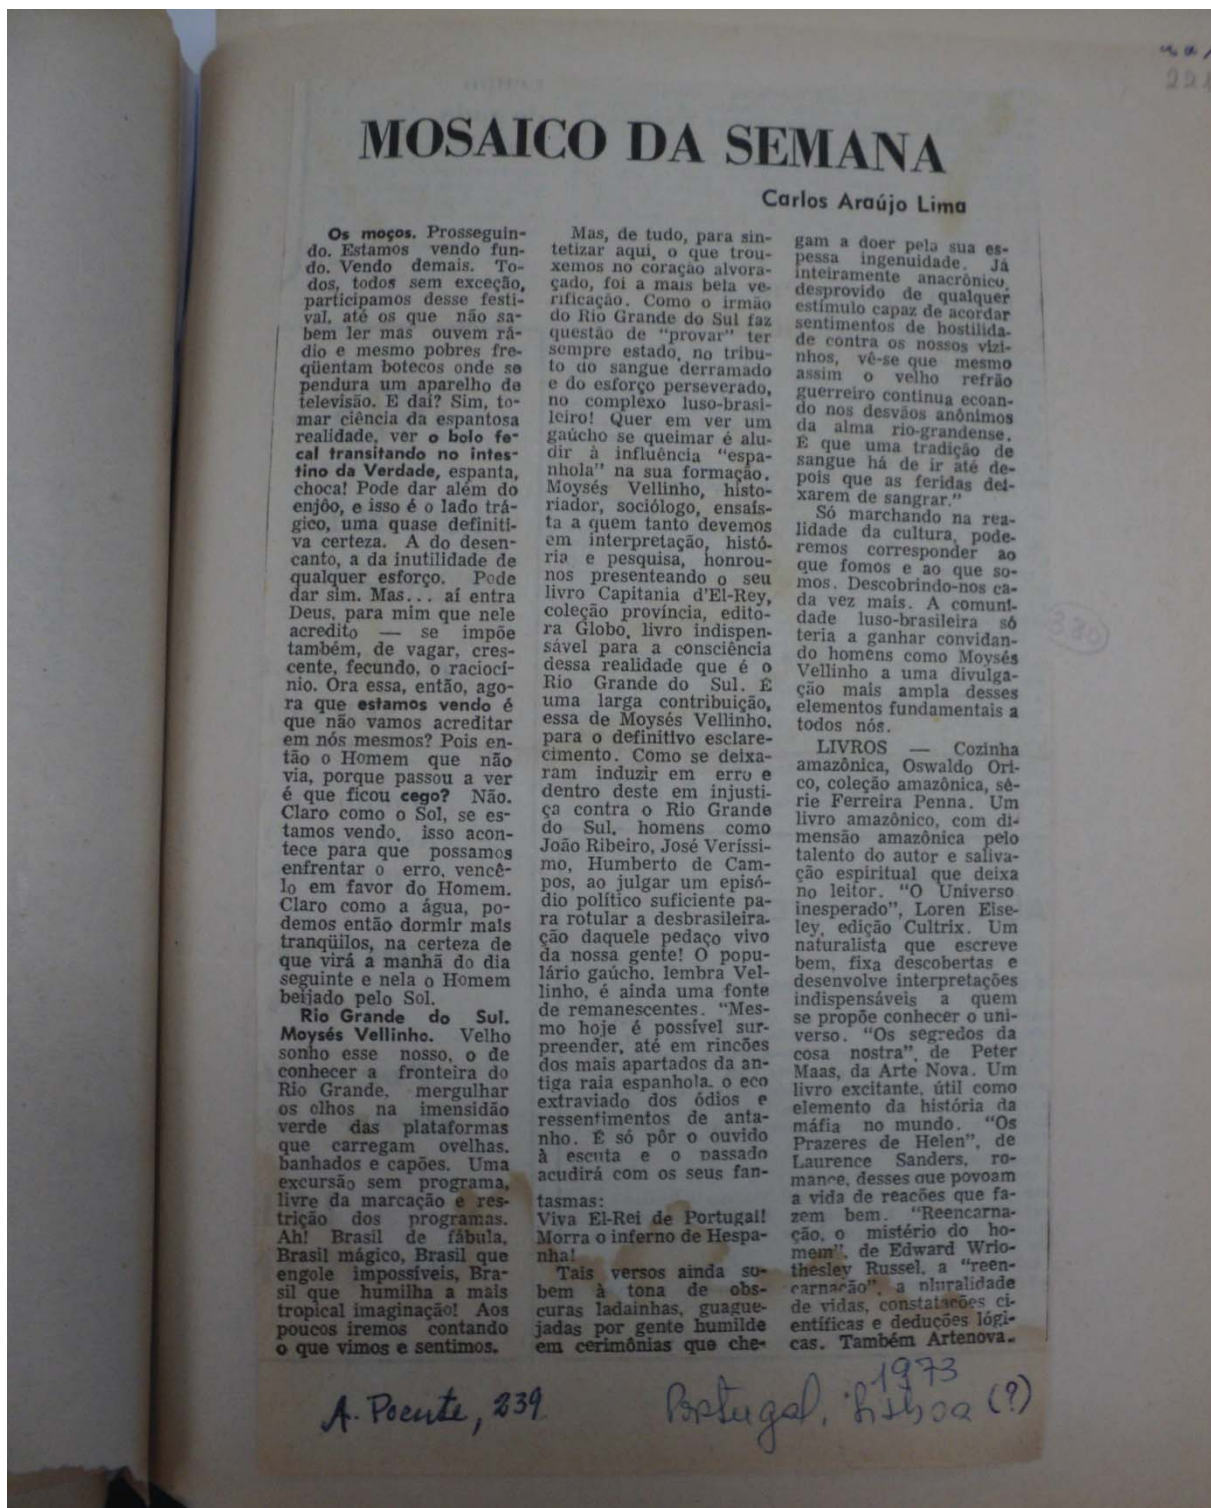 MOSAICO DA SEMANA
Carlos Araújo Lima
Os moços. Prosseguin-
do. Estamos vendo fun-
do. Vendo demais. To-
dos, todos sem exceção,
participamos desse festi-
val, até os que não sa-
bem ler mas ouvem rá-
dio e mesmo pobres fre-
qüentam botecos onde se
pendura um aparelho de
televisão. E daí? Sim, to-
mar ciência da espantosa
realidade, ver o bolo fe-
cal transitando no intes-
tino da Verdade, espanta,
choca! Pode dar além do
enjôo, e isso é o lado trá-
gico, uma quase definiti-
va certeza. A do desen-
canto, a da inutilidade de
qualquer esforço. Pode
dar sim. Mas... aí entra
Deus, para mim que nele
acredito — se impõe
também, de vagar, cres-
cente, fecundo, o raciocí-
nio. Ora essa, então, ago-
ra que estamos vendo é
que não vamos acreditar
em nós mesmos? Pois en-
tão o Homem que não
via, porque passou a ver
é que ficou cego? Não.
Claro como o Sol, se es-
tamos vendo, isso acon-
tece para que possamos
enfrentar o erro, vencê-
lo em favor do Homem.
Claro como a água, po-
demos então dormir mais
tranqüilos, na certeza de
que virá a manhã do dia
seguinte e nela o Homem
beijado pelo Sol.
Rio Grande do Sul.
Moysés Vellinho. Velho
sonho esse nosso, o de
conhecer a fronteira do
Rio Grande, mergulhar
os olhos na imensidão
verde das plataformas
que carregam ovelhas,
banhados e capões. Uma
excursão sem programa,
livre da marcação e res-
trição dos programas.
Ah! Brasil de fábula,
Brasil mágico, Brasil que
engole impossíveis, Bra-
sil que humilha a mais
tropical imaginação! Aos
poucos iremos contando
o que vimos e sentimos.
Mas, de tudo, para sin-
tetizar aqui, o que trou-
xemos no coração alvora-
çado, foi a mais bela ve-
rificação. Como o irmão
do Rio Grande do Sul faz
questão de "provar" ter
sempre estado, no tribu-
to do sangue derramado
e do esforço perseverado,
no complexo luso-brasi-
leiro! Quer em ver um
gaúcho se queimar é alu-
dir à influência "espa-
nhola" na sua formação.
Moysés Vellinho, histo-
riador, sociólogo, ensaís-
ta a quem tanto devemos
em interpretação, histó-
ria e pesquisa, honrou-
nos presenteando o seu
livro Capitania d'El-Rey,
coleção província, edito-
ra Globo, livro indispen-
sável para a consciência
dessa realidade que é o
Rio Grande do Sul. É
uma larga contribuição,
essa de Moysés Vellinho,
para o definitivo esclare-
cimento. Como se deixa-
ram induzir em erro e
dentro deste em injusti-
ça contra o Rio Grande
do Sul, homens como
João Ribeiro, José Veríssi-
mo, Humberto de Cam-
pos, ao julgar um episó-
dio político suficiente pa-
ra rotular a desbrasileira-
ção daquele pedaço vivo
da nossa gente! O popu-
lário gaúcho, lembra Vel-
linho, é ainda uma fonte
de remanescentes. "Mes-
mo hoje é possível sur-
preender, até em rincões
dos mais apartados da an-
tiga raia espanhola, o eco
extraviado dos ódios e
ressentimentos de anta-
nho. É só pôr o ouvido
à escuta e o passado
acudirá com os seus fan-
tasmas:
Viva El-Rei de Portugal!
Morra o inferno de Hespa-
nha!
Tais versos ainda so-
bem à tona de obs-
curas ladainhas, guague-
jadas por gente humilde
em cerimônias que che-
gam a doer pela sua es-
pessa ingenuidade. Já
inteiramente anacrônico,
desprovido de qualquer
estímulo capaz de acordar
sentimentos de hostilida-
de contra os nossos vizi-
nhos, vê-se que mesmo
assim o velho refrão
guerreiro continua ecoan-
do nos desvãos anônimos
da alma rio-grandense.
É que uma tradição de
sangue há de ir até de-
pois que as feridas dei-
xarem de sangrar."
Só marchando na rea-
lidade da cultura, pode-
remos corresponder ao
que fomos e ao que so-
mos. Descobrindo-nos ca-
da vez mais. A comuni-
dade luso-brasileira só
teria a ganhar convidan-
do homens como Moysés
Vellinho a uma divulga-
ção mais ampla desses
elementos fundamentais a
todos nós.
LIVROS — Cozinha
amazônica, Oswaldo Ori-
co, coleção amazônica, sé-
rie Ferreira Penna. Um
livro amazônico, com di-
mensão amazônica pelo
talento do autor e saliva-
ção espiritual que deixa
no leitor. "O Universo
inesperado", Loren Eise-
ley, edição Cultrix. Um
naturalista que escreve
bem, fixa descobertas e
desenvolve interpretações
indispensáveis a quem
se propõe conhecer o uni-
verso. "Os segredos da
cosa nostra", de Peter
Maas, da Arte Nova. Um
livro excitante, útil como
elemento da história da
máfia no mundo. "Os
Prazeres de Helen", de
Laurence Sanders, ro-
mance, desses que povoam
a vida de reacões que fa-
zem bem. "Reencarna-
ção, o mistério do ho-
mem", de Edward Wrio-
thesley Russel, a "reen-
carnação", a pluralidade
de vidas, constatações ci-
entíficas e deduções lógi-
cas. Também Artenova.
380
A. Poente, 239
1973
Portugal, Lisboa (?)